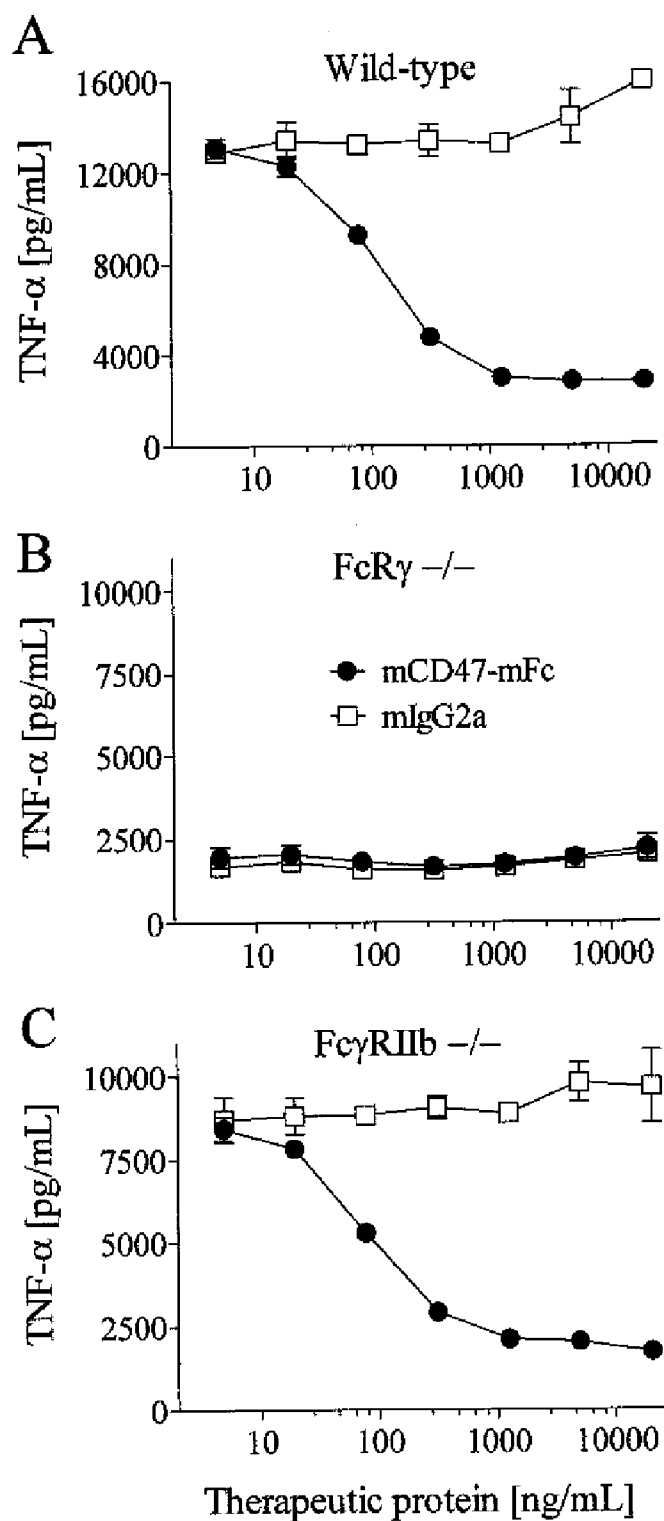 A
Wild-type
TNF-α [pg/mL]
16000
12000
8000
4000
0
10 100 1000 10000
B
FcRγ –/–
TNF-α [pg/mL]
10000
7500
5000
2500
0
mCD47-mFc
mIgG2a
10 100 1000 10000
C
FcγRIIb –/–
TNF-α [pg/mL]
10000
7500
5000
2500
0
10 100 1000 10000
Therapeutic protein [ng/mL]